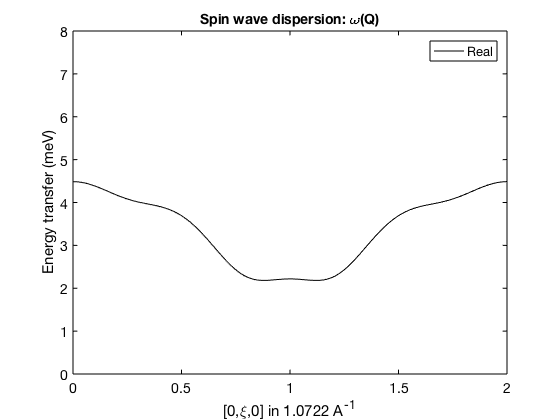 Spin wave dispersion: ω(Q)
Real
Energy transfer (meV)
8
7
6
5
4
3
2
1
0
0 0.5 1 1.5 2
[0,ξ,0] in 1.0722 A^-1